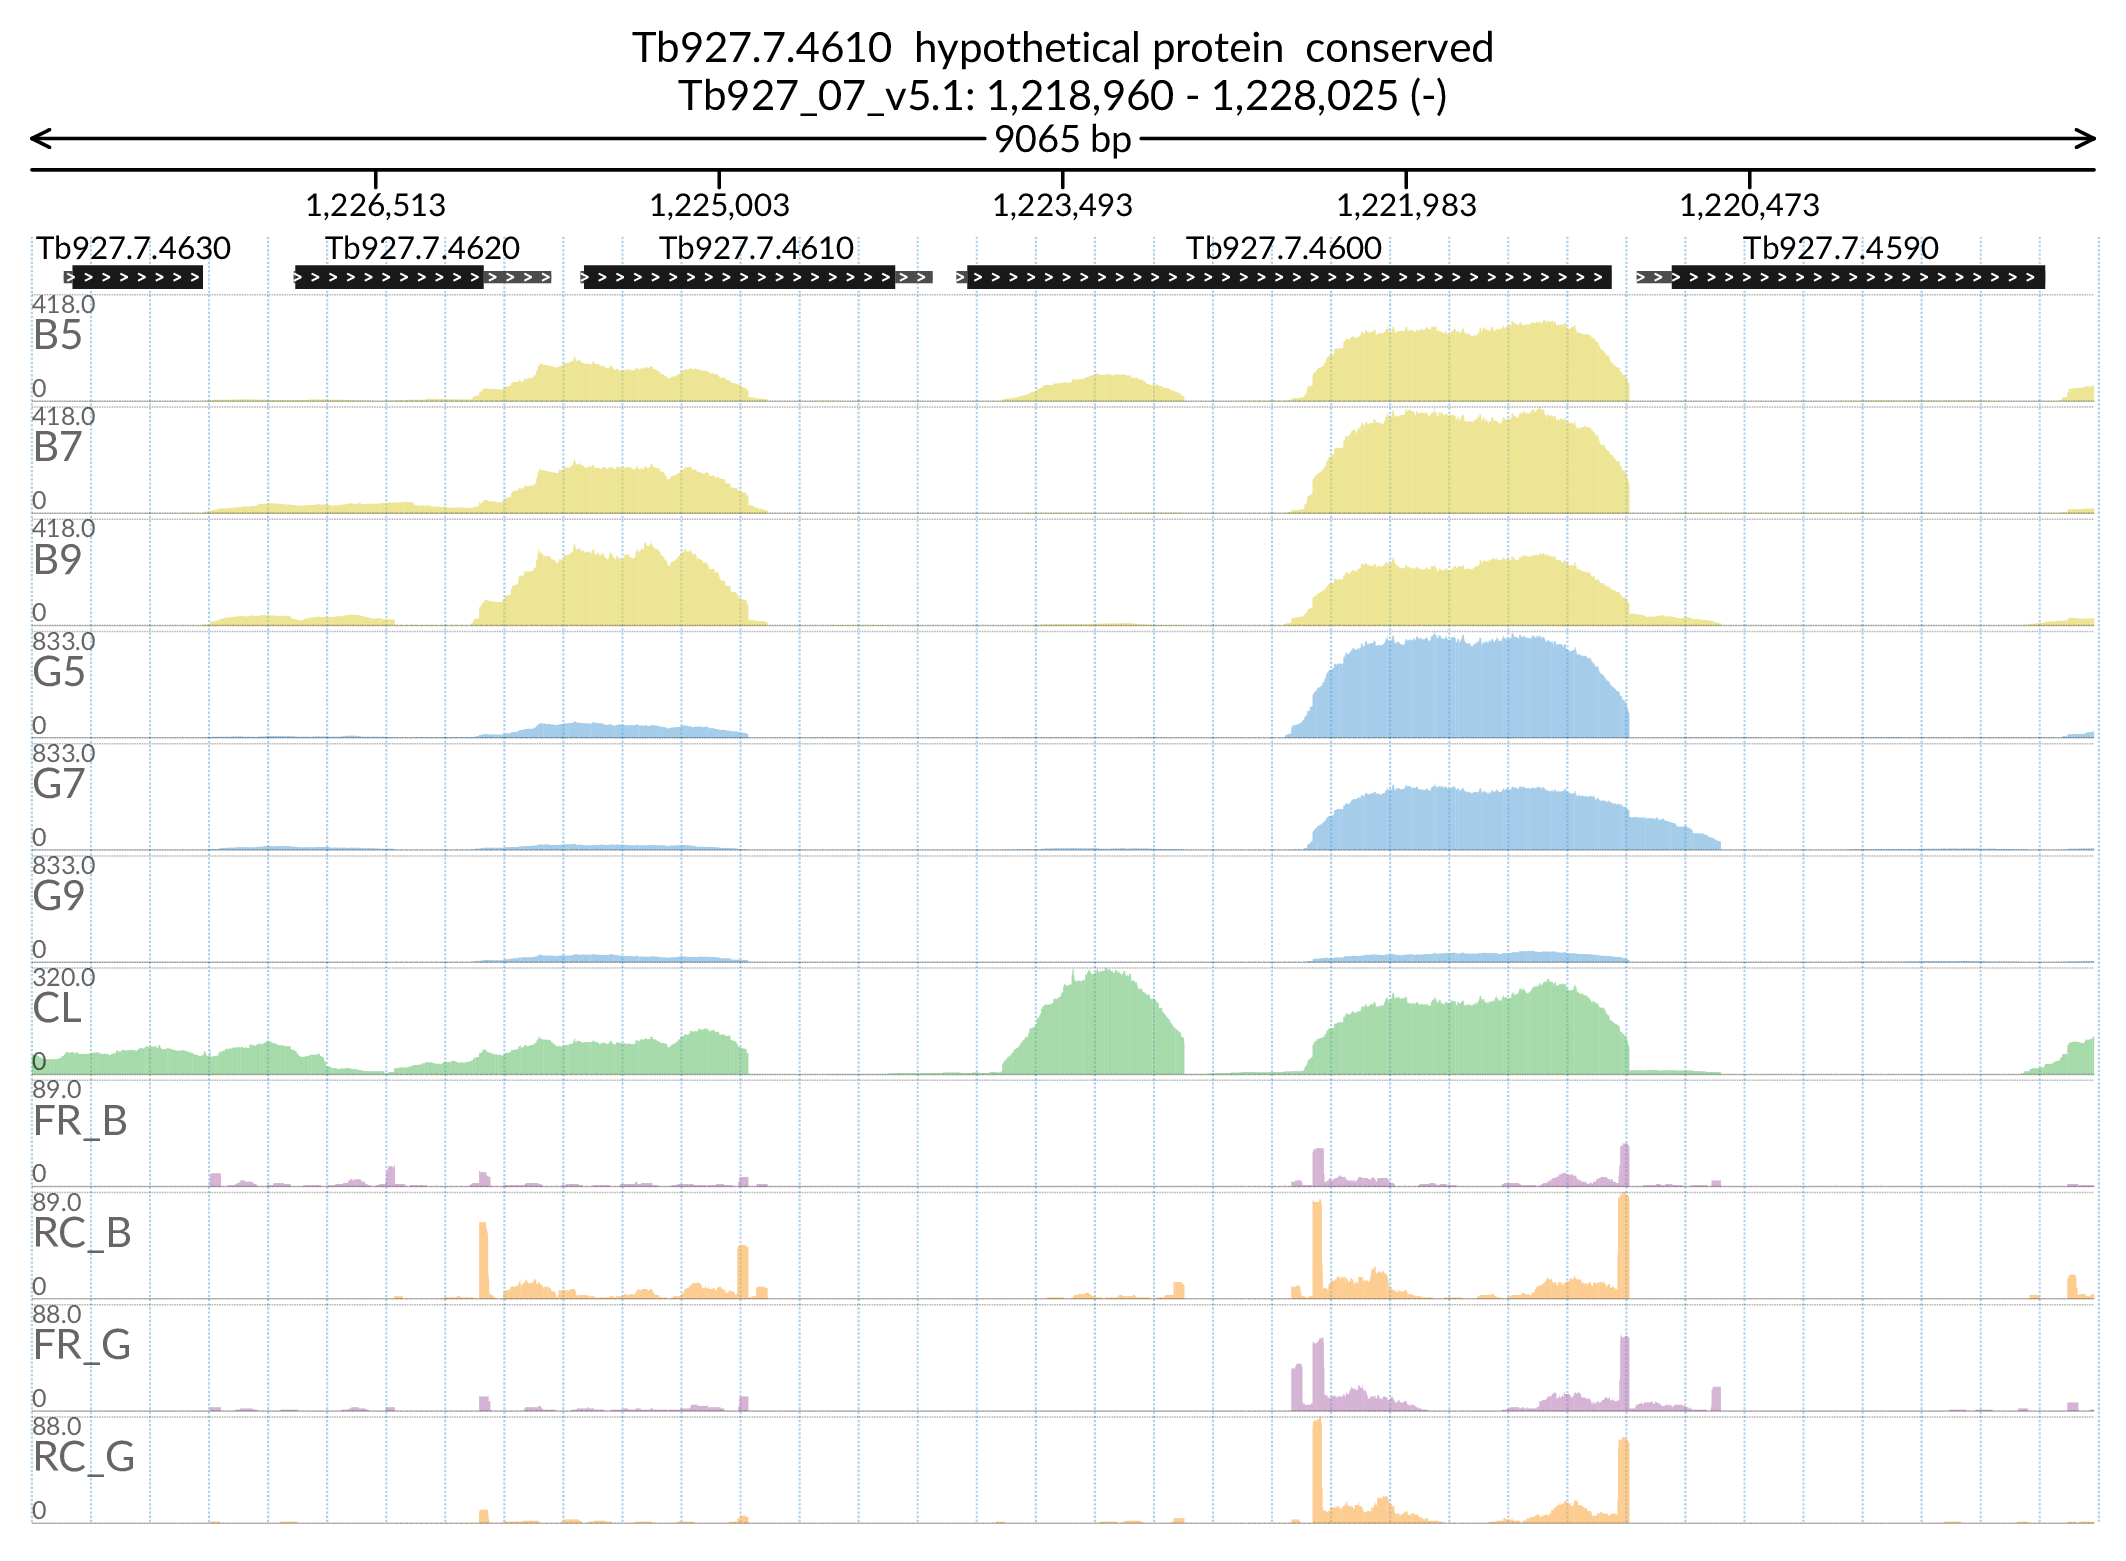 Tb927.7.4610  hypothetical protein  conserved
Tb927_07_v5.1: 1,218,960 - 1,228,025 (-)
9065 bp
1,226,513 1,225,003 1,223,493 1,221,983 1,220,473
Tb927.7.4630 Tb927.7.4620 Tb927.7.4610 Tb927.7.4600 Tb927.7.4590
418.0
B5
0
418.0
B7
0
418.0
B9
0
833.0
G5
0
833.0
G7
0
833.0
G9
0
320.0
CL
0
89.0
FR_B
0
89.0
RC_B
0
88.0
FR_G
0
88.0
RC_G
0